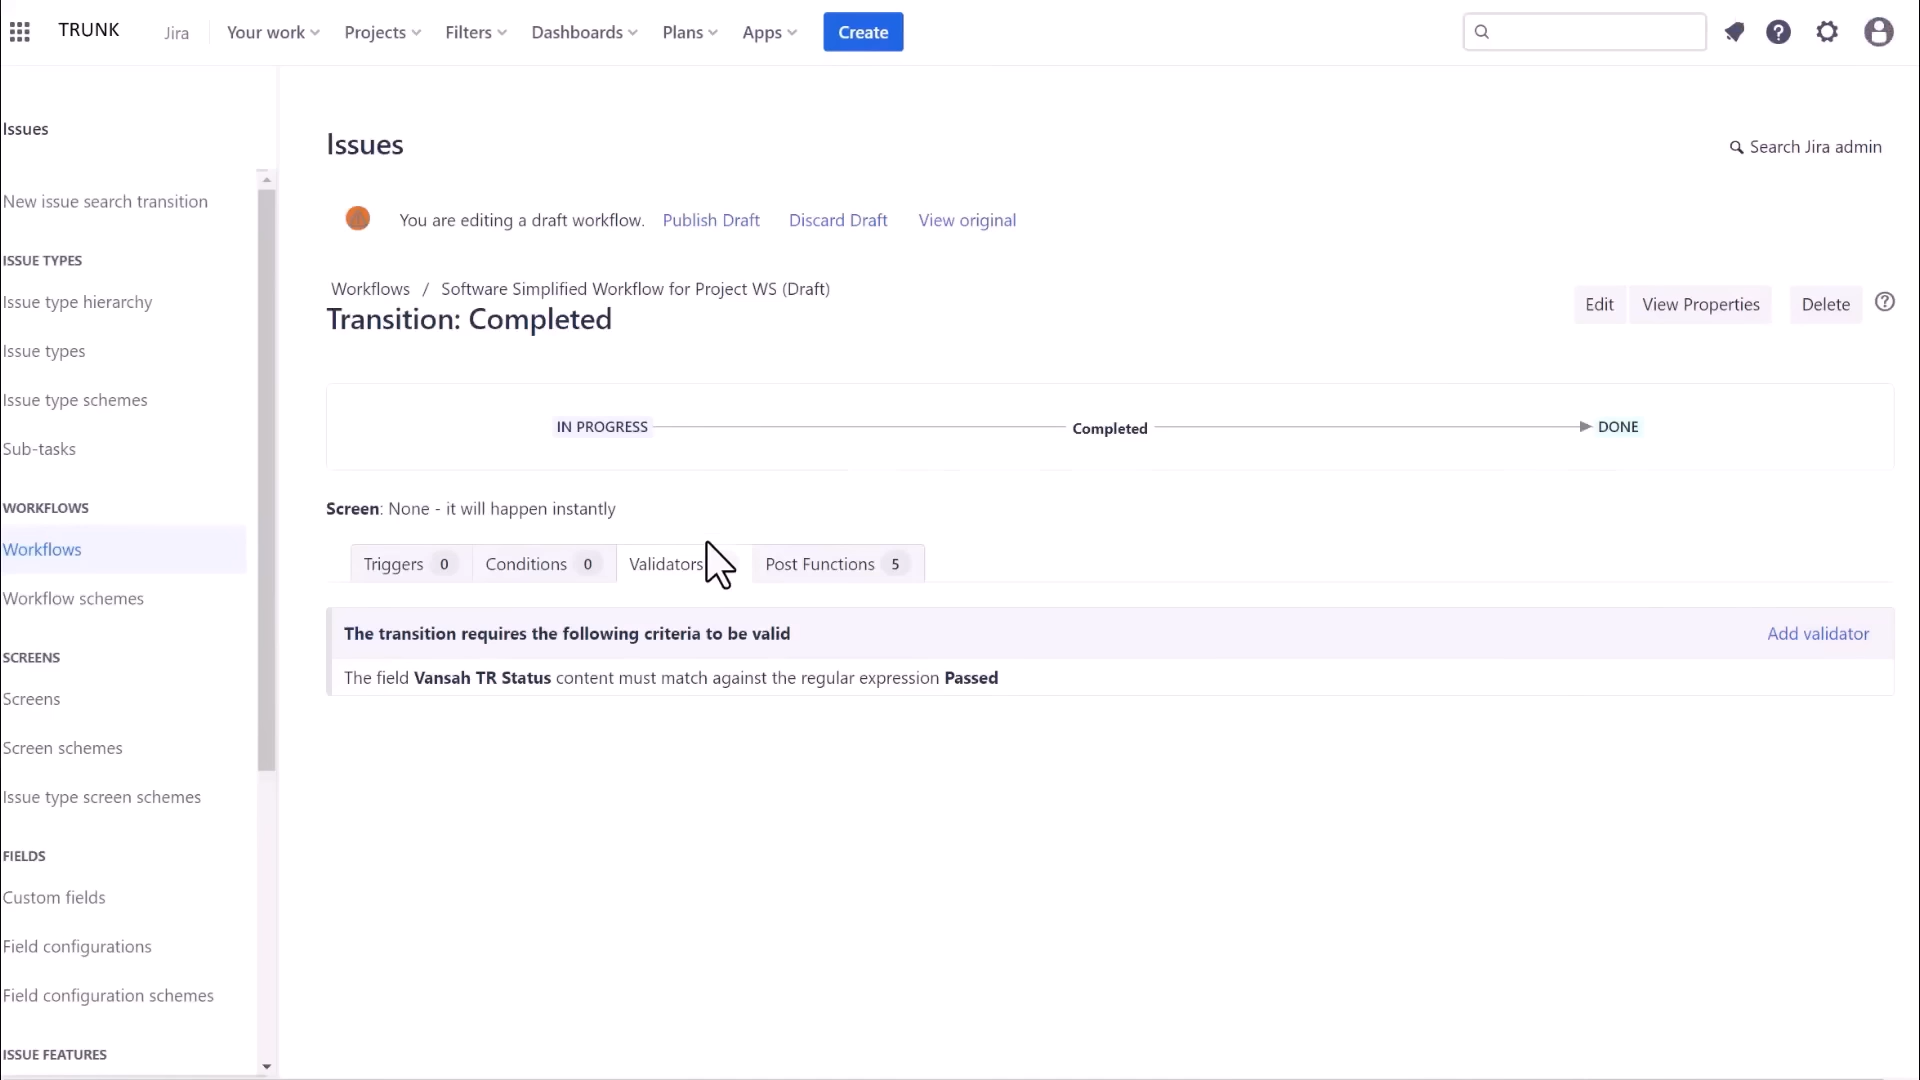 TRUNK Jira Your work Projects Filters Dashboards Plans Apps Create
Issues
New issue search transition
ISSUE TYPES
Issue type hierarchy
Issue types
Issue type schemes
Sub-tasks
WORKFLOWS
Workflows
Workflow schemes
SCREENS
Screens
Screen schemes
Issue type screen schemes
FIELDS
Custom fields
Field configurations
Field configuration schemes
ISSUE FEATURES
Issues
Search Jira admin
You are editing a draft workflow. Publish Draft Discard Draft View original
Workflows / Software Simplified Workflow for Project WS (Draft)
Transition: Completed
Edit View Properties Delete
IN PROGRESS Completed DONE
Screen: None - it will happen instantly
Triggers 0 Conditions 0 Validators Post Functions 5
The transition requires the following criteria to be valid Add validator
The field Vansah TR Status content must match against the regular expression Passed